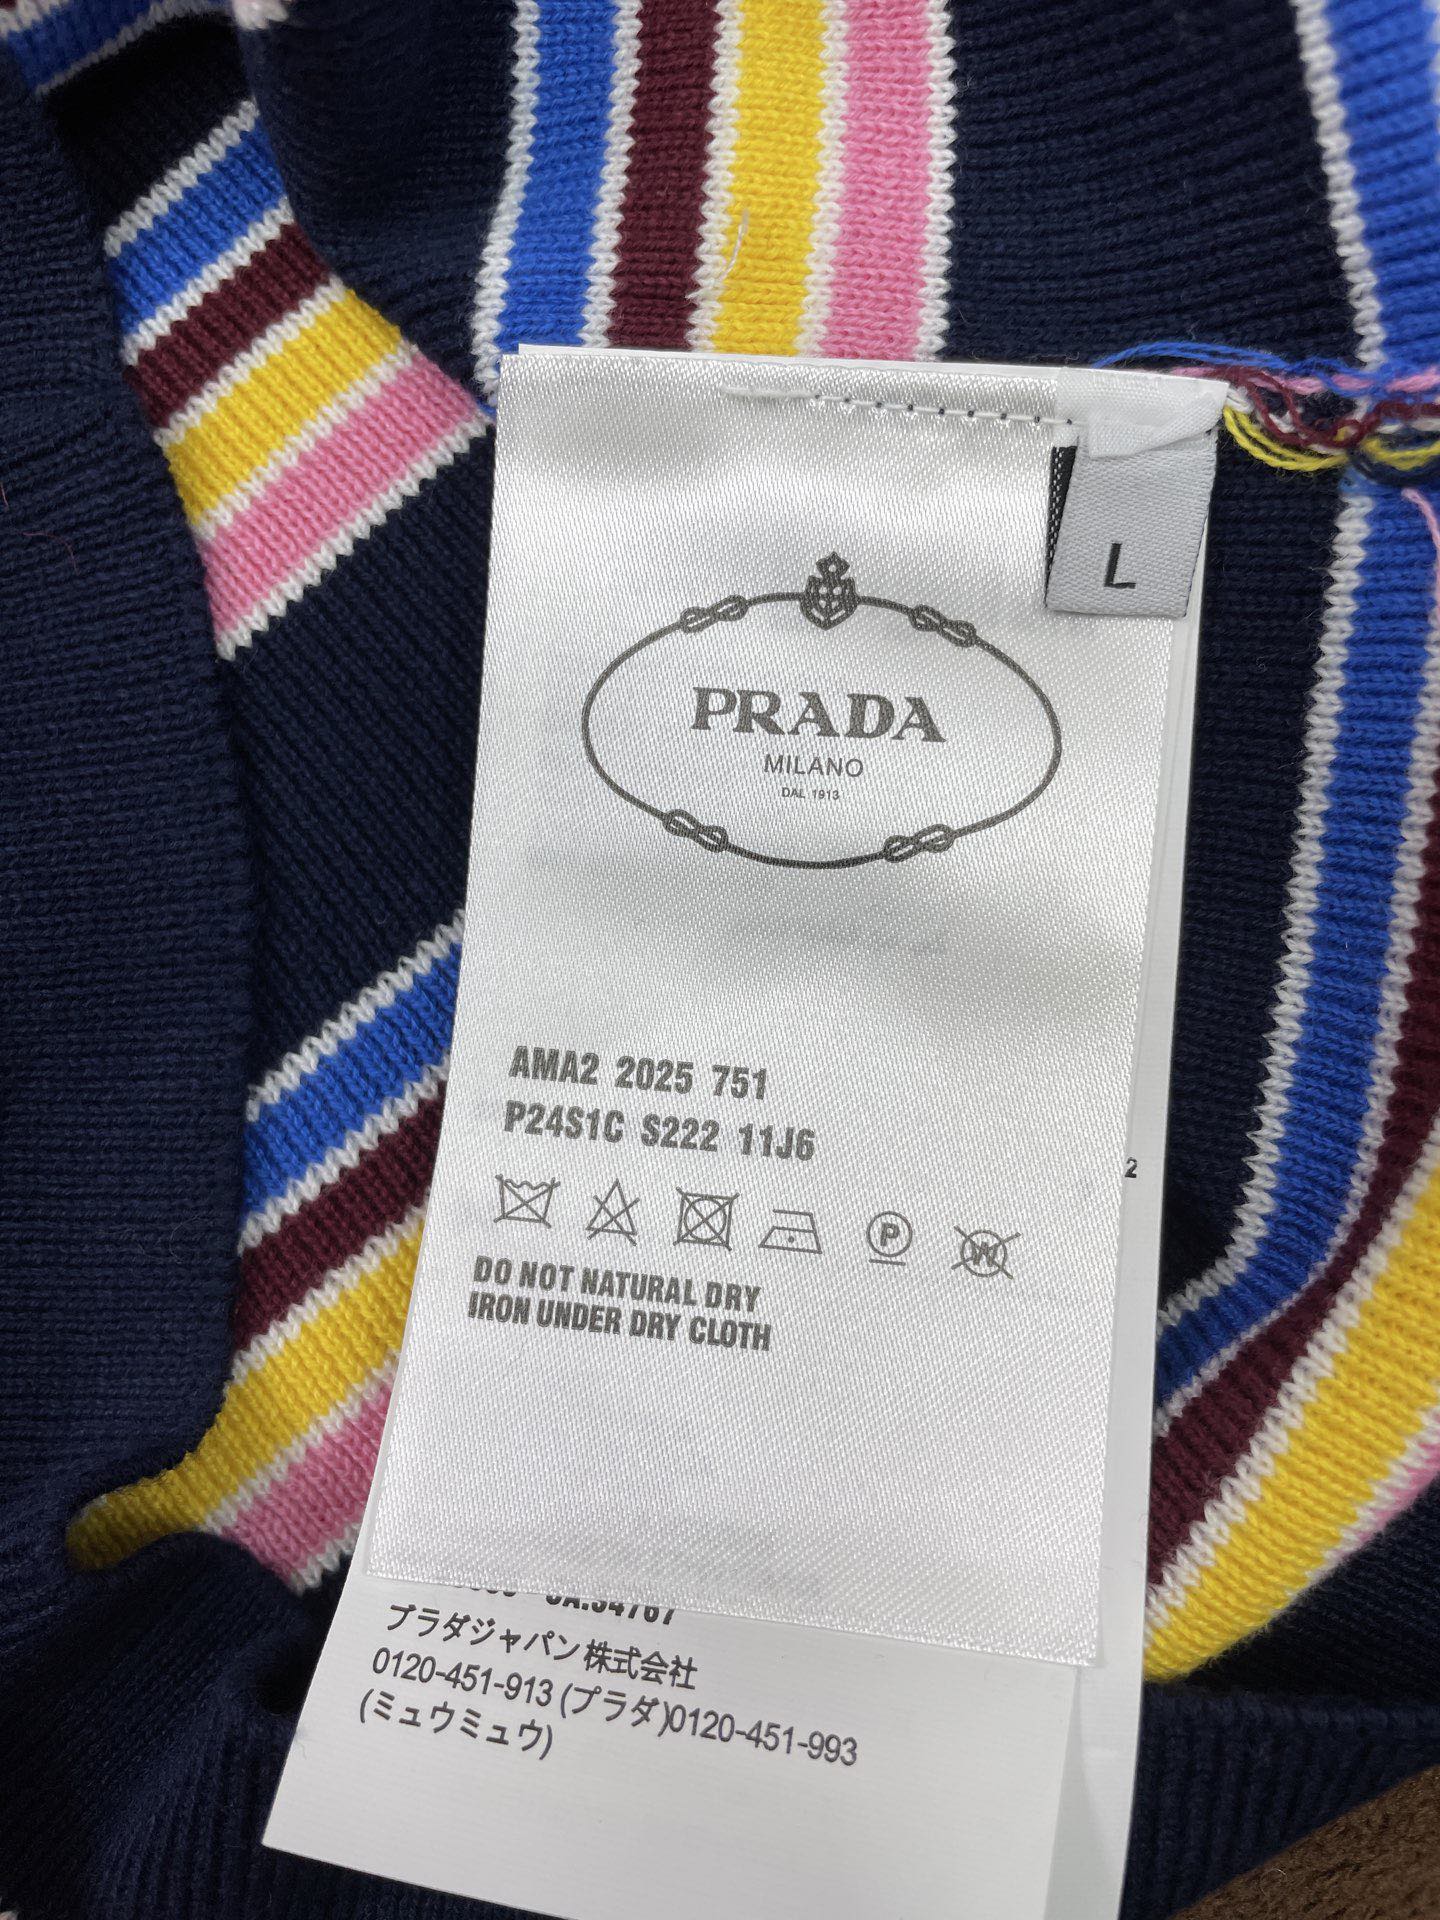 L
PRADA
MILANO
DAL 1913
AMA2 2025 751
P24S1C S222 11J6
2
P
W
DO NOT NATURAL DRY
IRON UNDER DRY CLOTH
プラダジャパン株式会社
0120-451-913 (プラダ)0120-451-993
(ミュウミュウ)